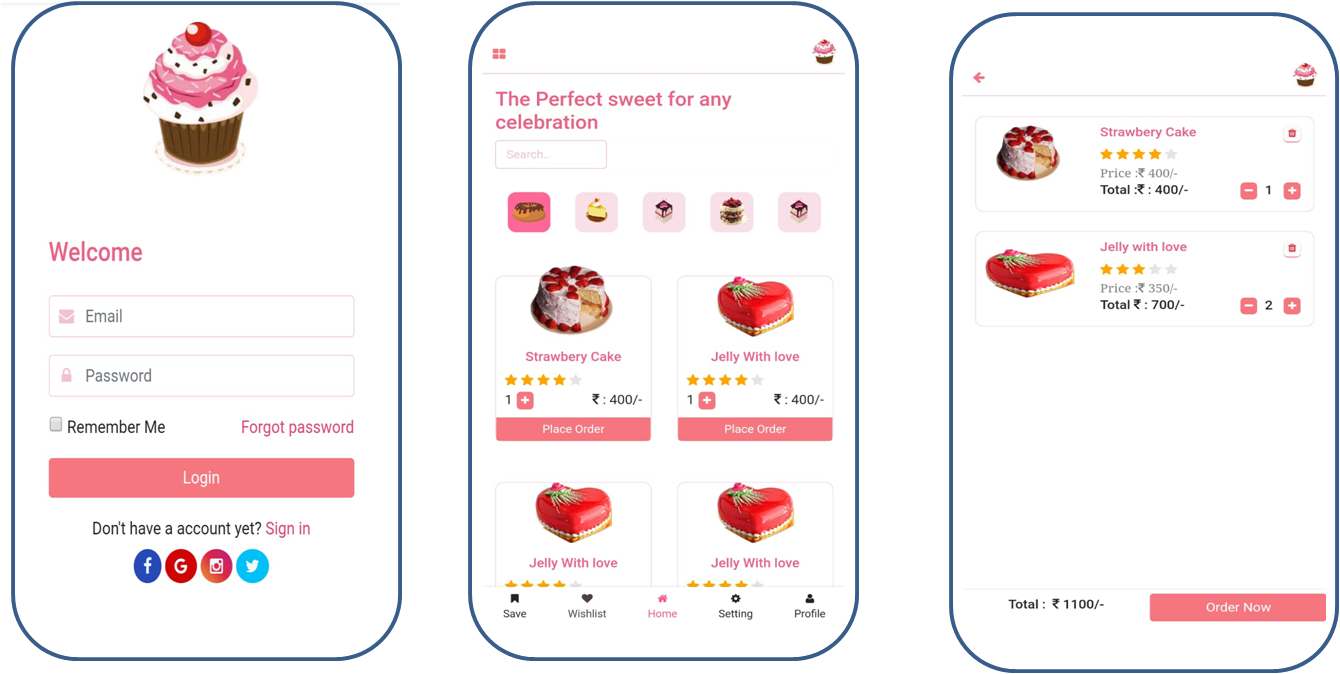 Welcome
Email
Password
Remember Me Forgot password
Login
Don't have a account yet? Sign in
f G
The Perfect sweet for any
celebration
Search..
Strawbery Cake
1 ₹ : 400/-
Place Order
Jelly With love
1 ₹ : 400/-
Place Order
Jelly With love
Jelly With love
Save Wishlist Home Setting Profile
Strawbery Cake
Price :₹ 400/-
Total :₹ : 400/- 1
Jelly with love
Price :₹ 350/-
Total ₹ : 700/- 2
Total : ₹ 1100/- Order Now